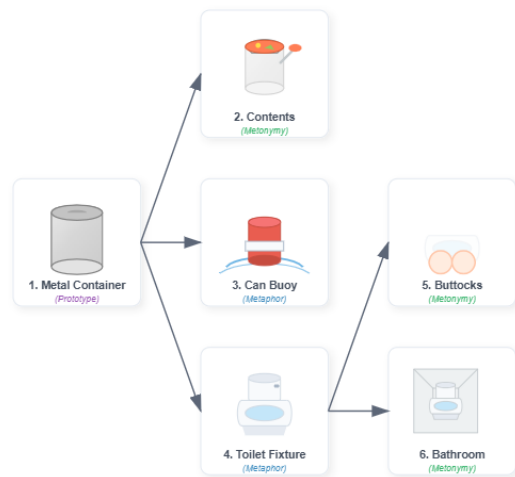 2. Contents
(Metonymy)
1. Metal Container
(Prototype)
3. Can Buoy
(Metaphor)
5. Buttocks
(Metonymy)
4. Toilet Fixture
(Metaphor)
6. Bathroom
(Metonymy)